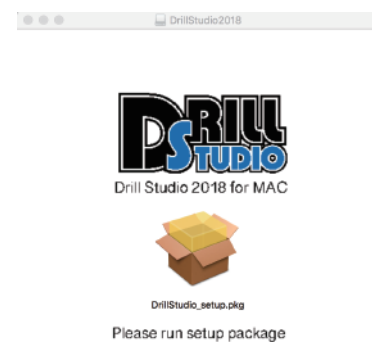 DrillStudio2018
DRILL
STUDIO
Drill Studio 2018 for MAC
DrillStudio_setup.pkg
Please run setup package